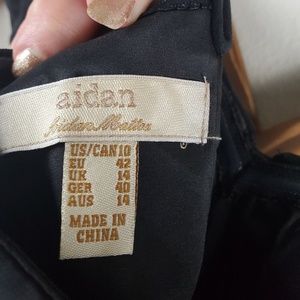 aidan
Aidan Mattox
US/CAN 10
EU 42
UK 14
GER 40
AUS 14
MADE IN
CHINA